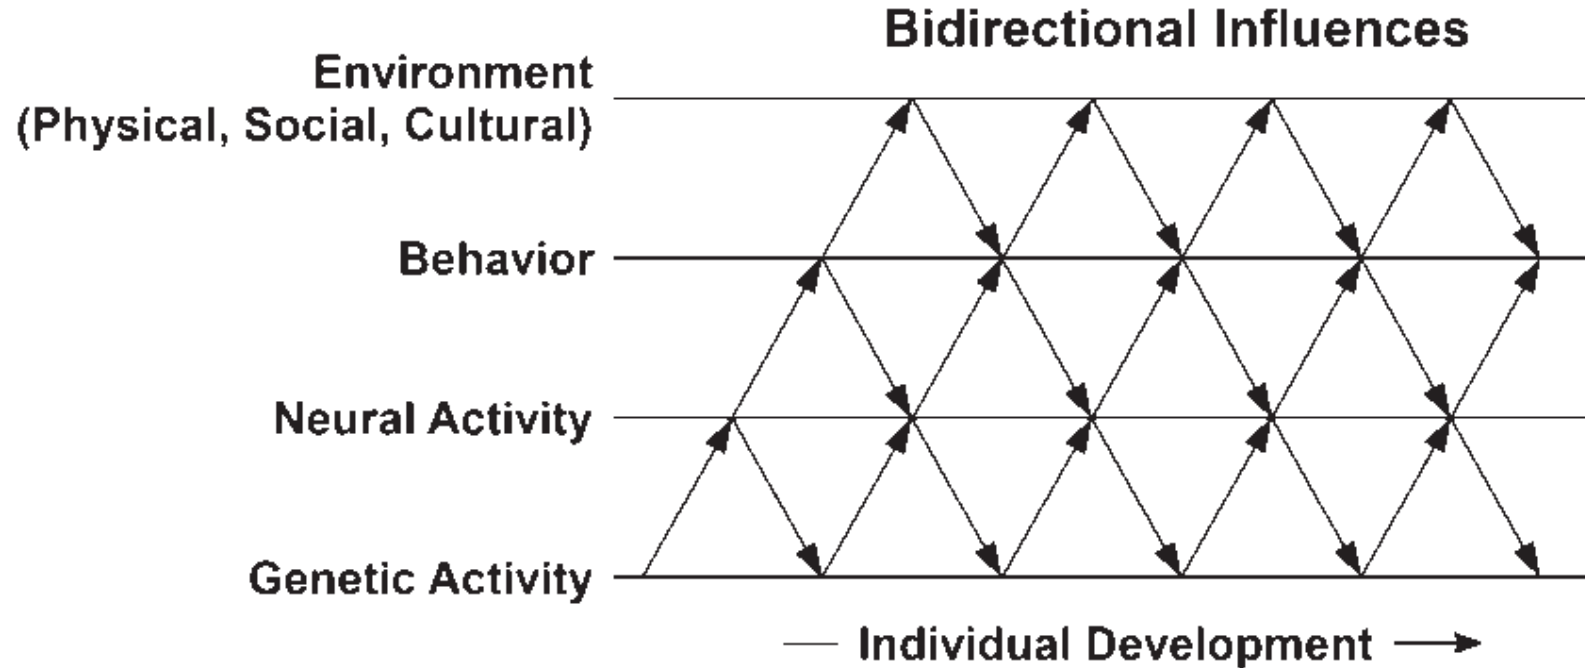 Bidirectional Influences
Environment
(Physical, Social, Cultural)
Behavior
Neural Activity
Genetic Activity
Individual Development